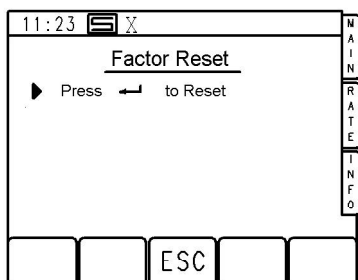 11:23 S X
Factor Reset
Press ↵ to Reset
MAIN
RATE
INFO
ESC